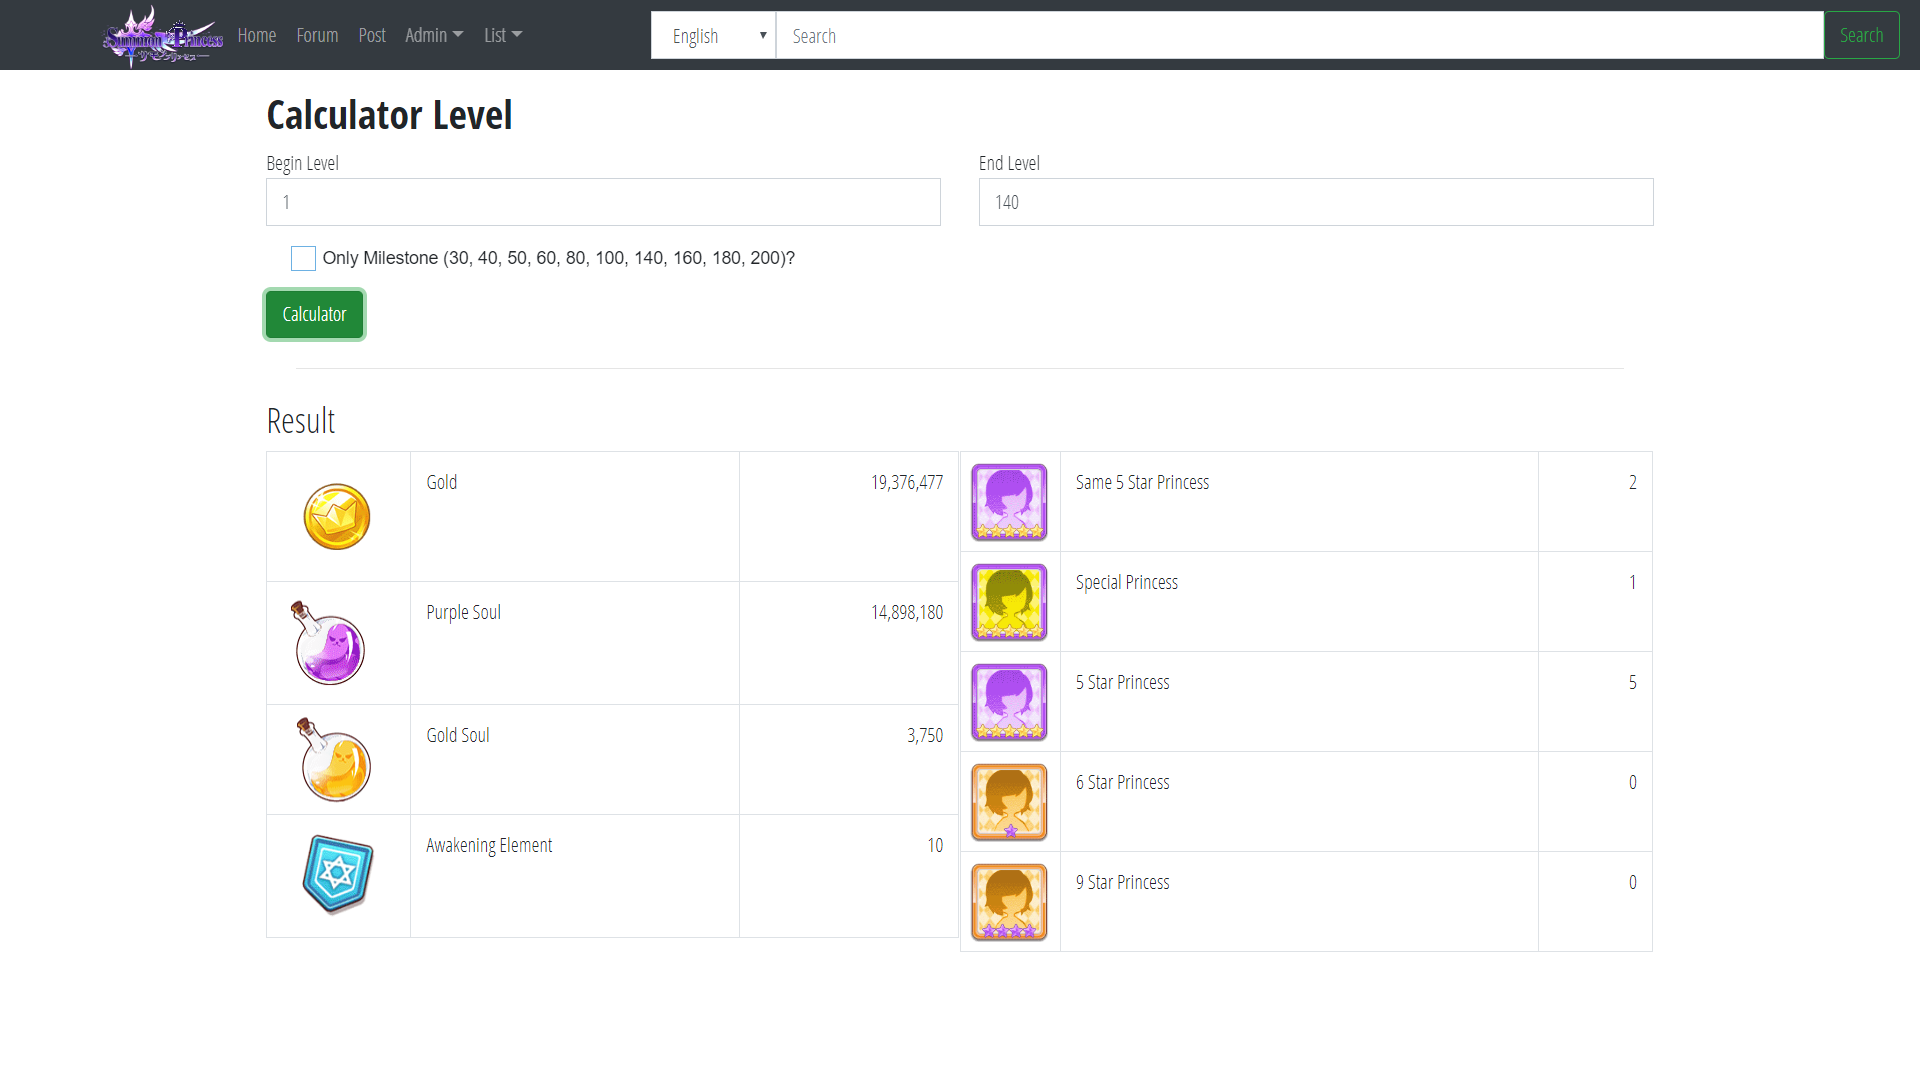 Summon Princess
Home Forum Post Admin List English Search Search
Calculator Level
Begin Level
End Level
1
140
Only Milestone (30, 40, 50, 60, 80, 100, 140, 160, 180, 200)?
Calculator
Result
Gold 19,376,477
Purple Soul 14,898,180
Gold Soul 3,750
Awakening Element 10
Same 5 Star Princess 2
Special Princess 1
5 Star Princess 5
6 Star Princess 0
9 Star Princess 0